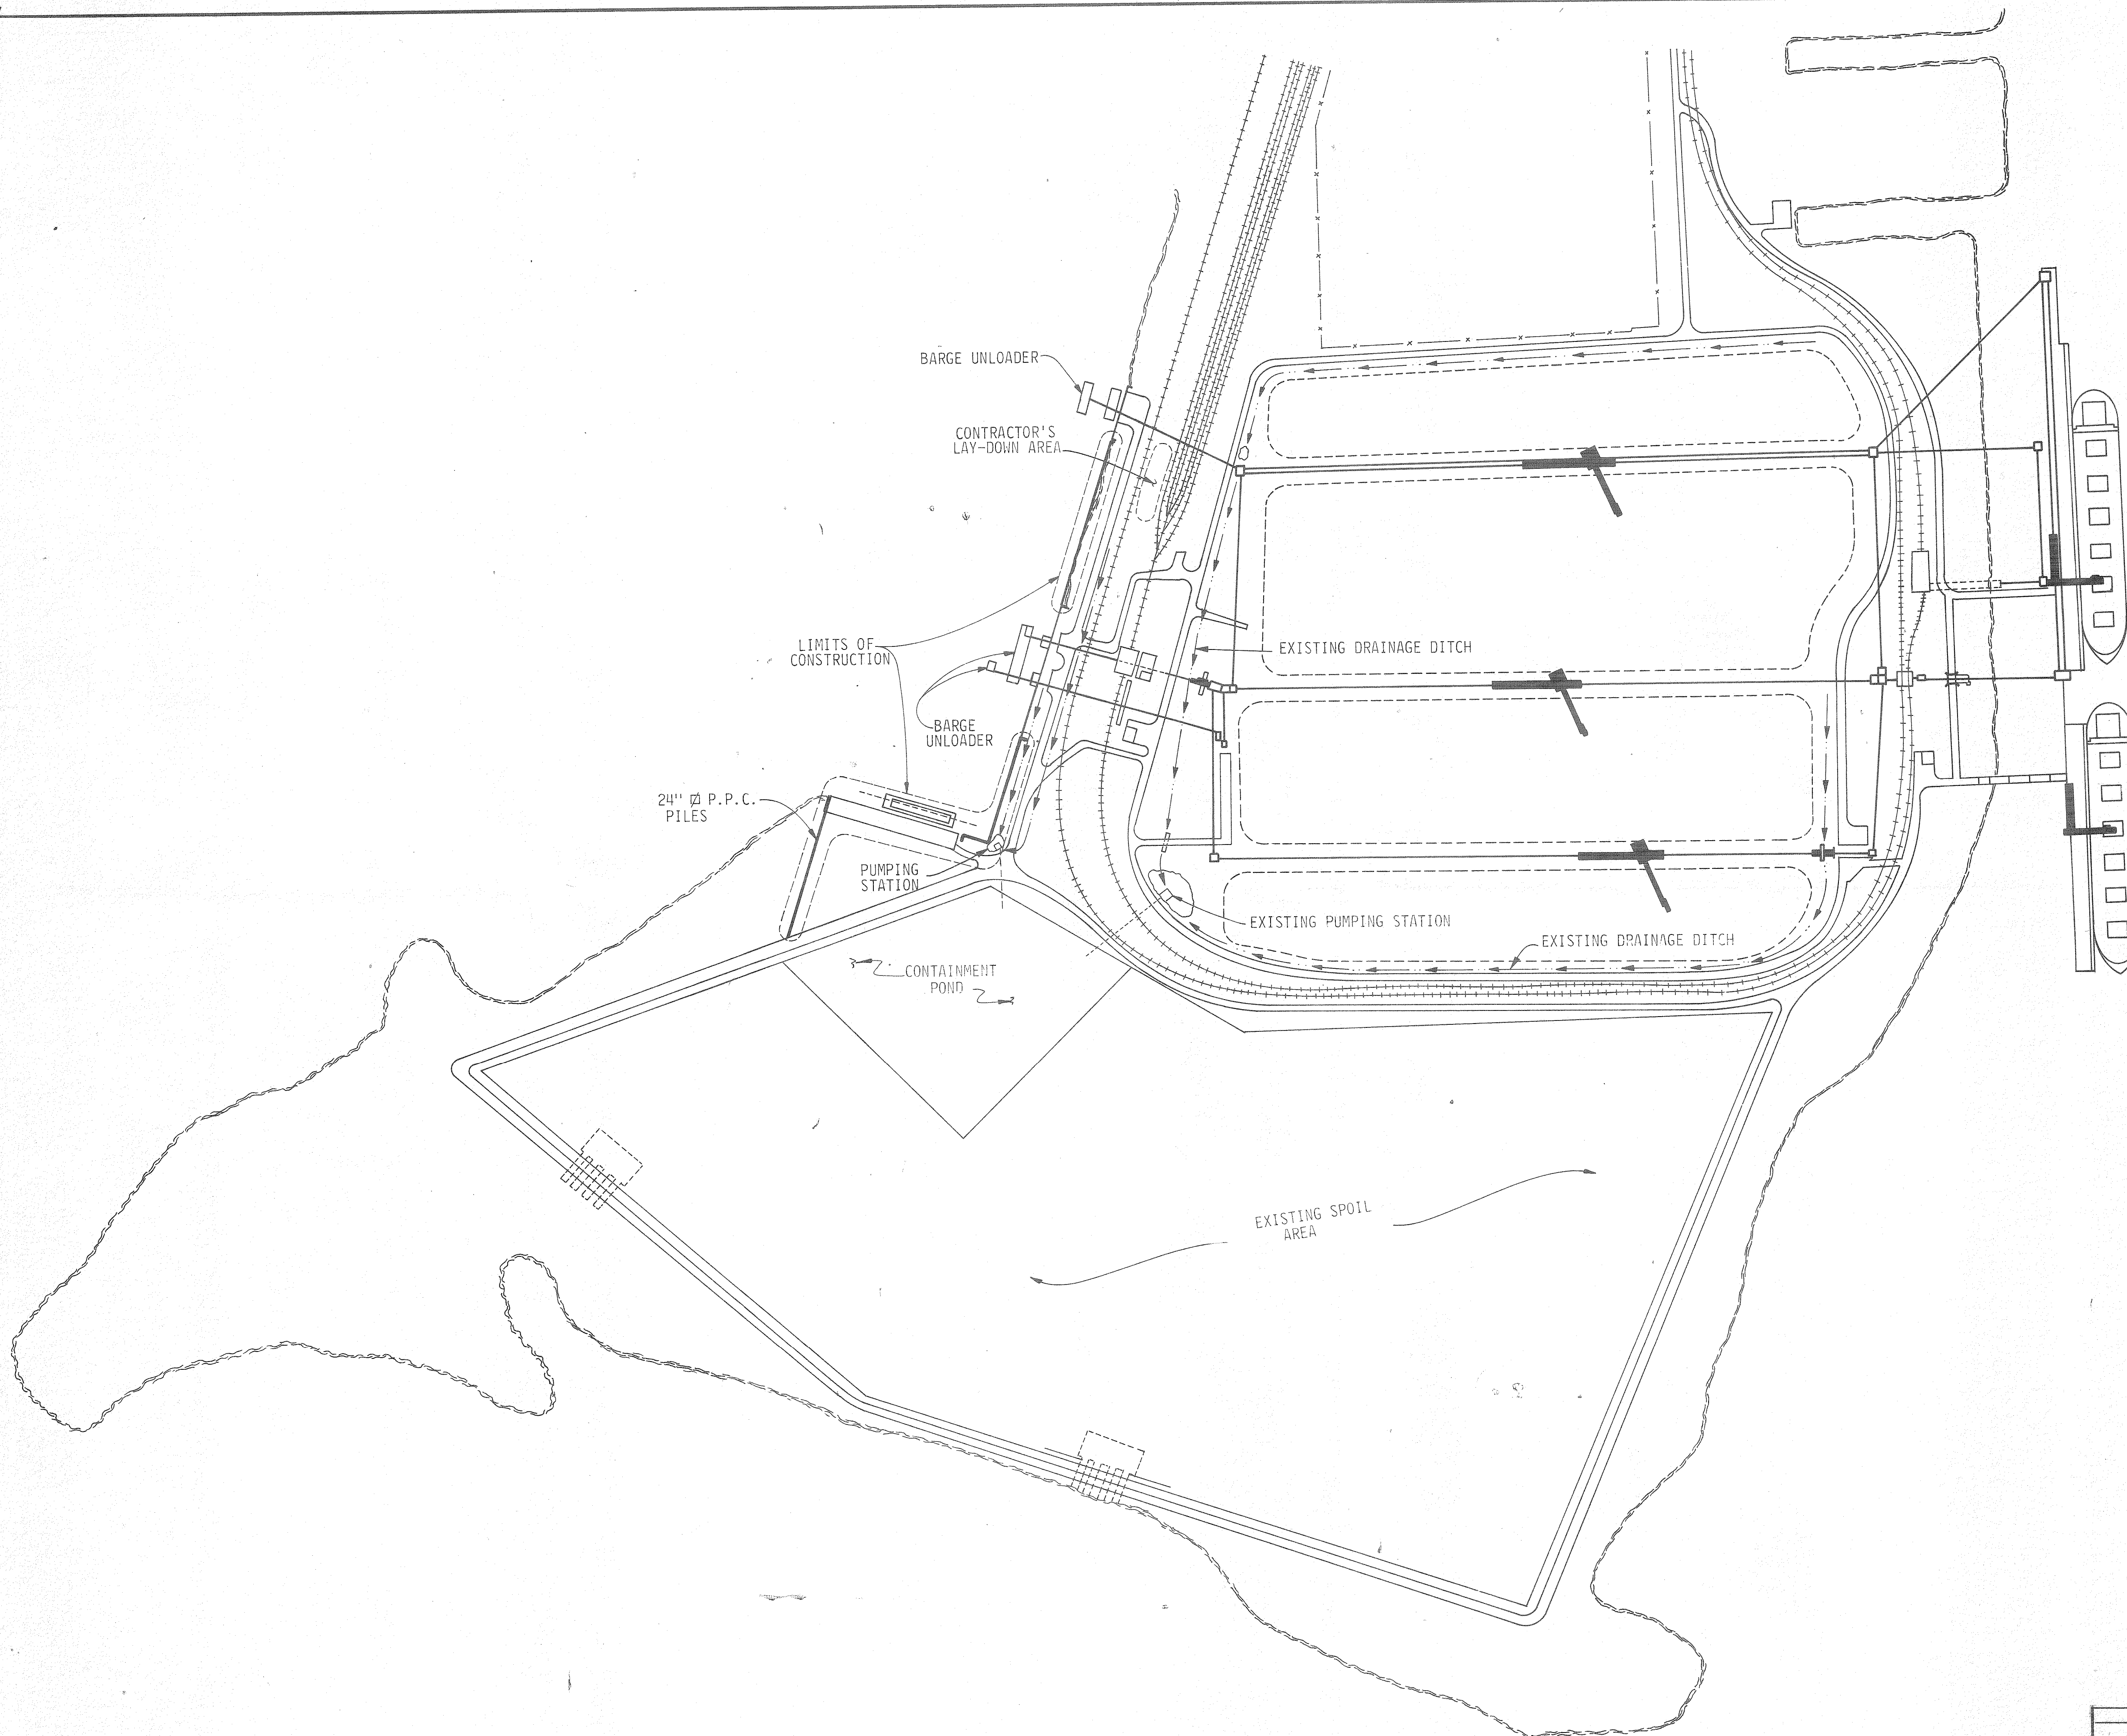 BARGE UNLOADER
CONTRACTOR'S
LAY-DOWN AREA
LIMITS OF
CONSTRUCTION
EXISTING DRAINAGE DITCH
BARGE
UNLOADER
24" ⌀ P.P.C.
PILES
PUMPING
STATION
EXISTING PUMPING STATION
EXISTING DRAINAGE DITCH
CONTAINMENT
POND
EXISTING SPOIL
AREA